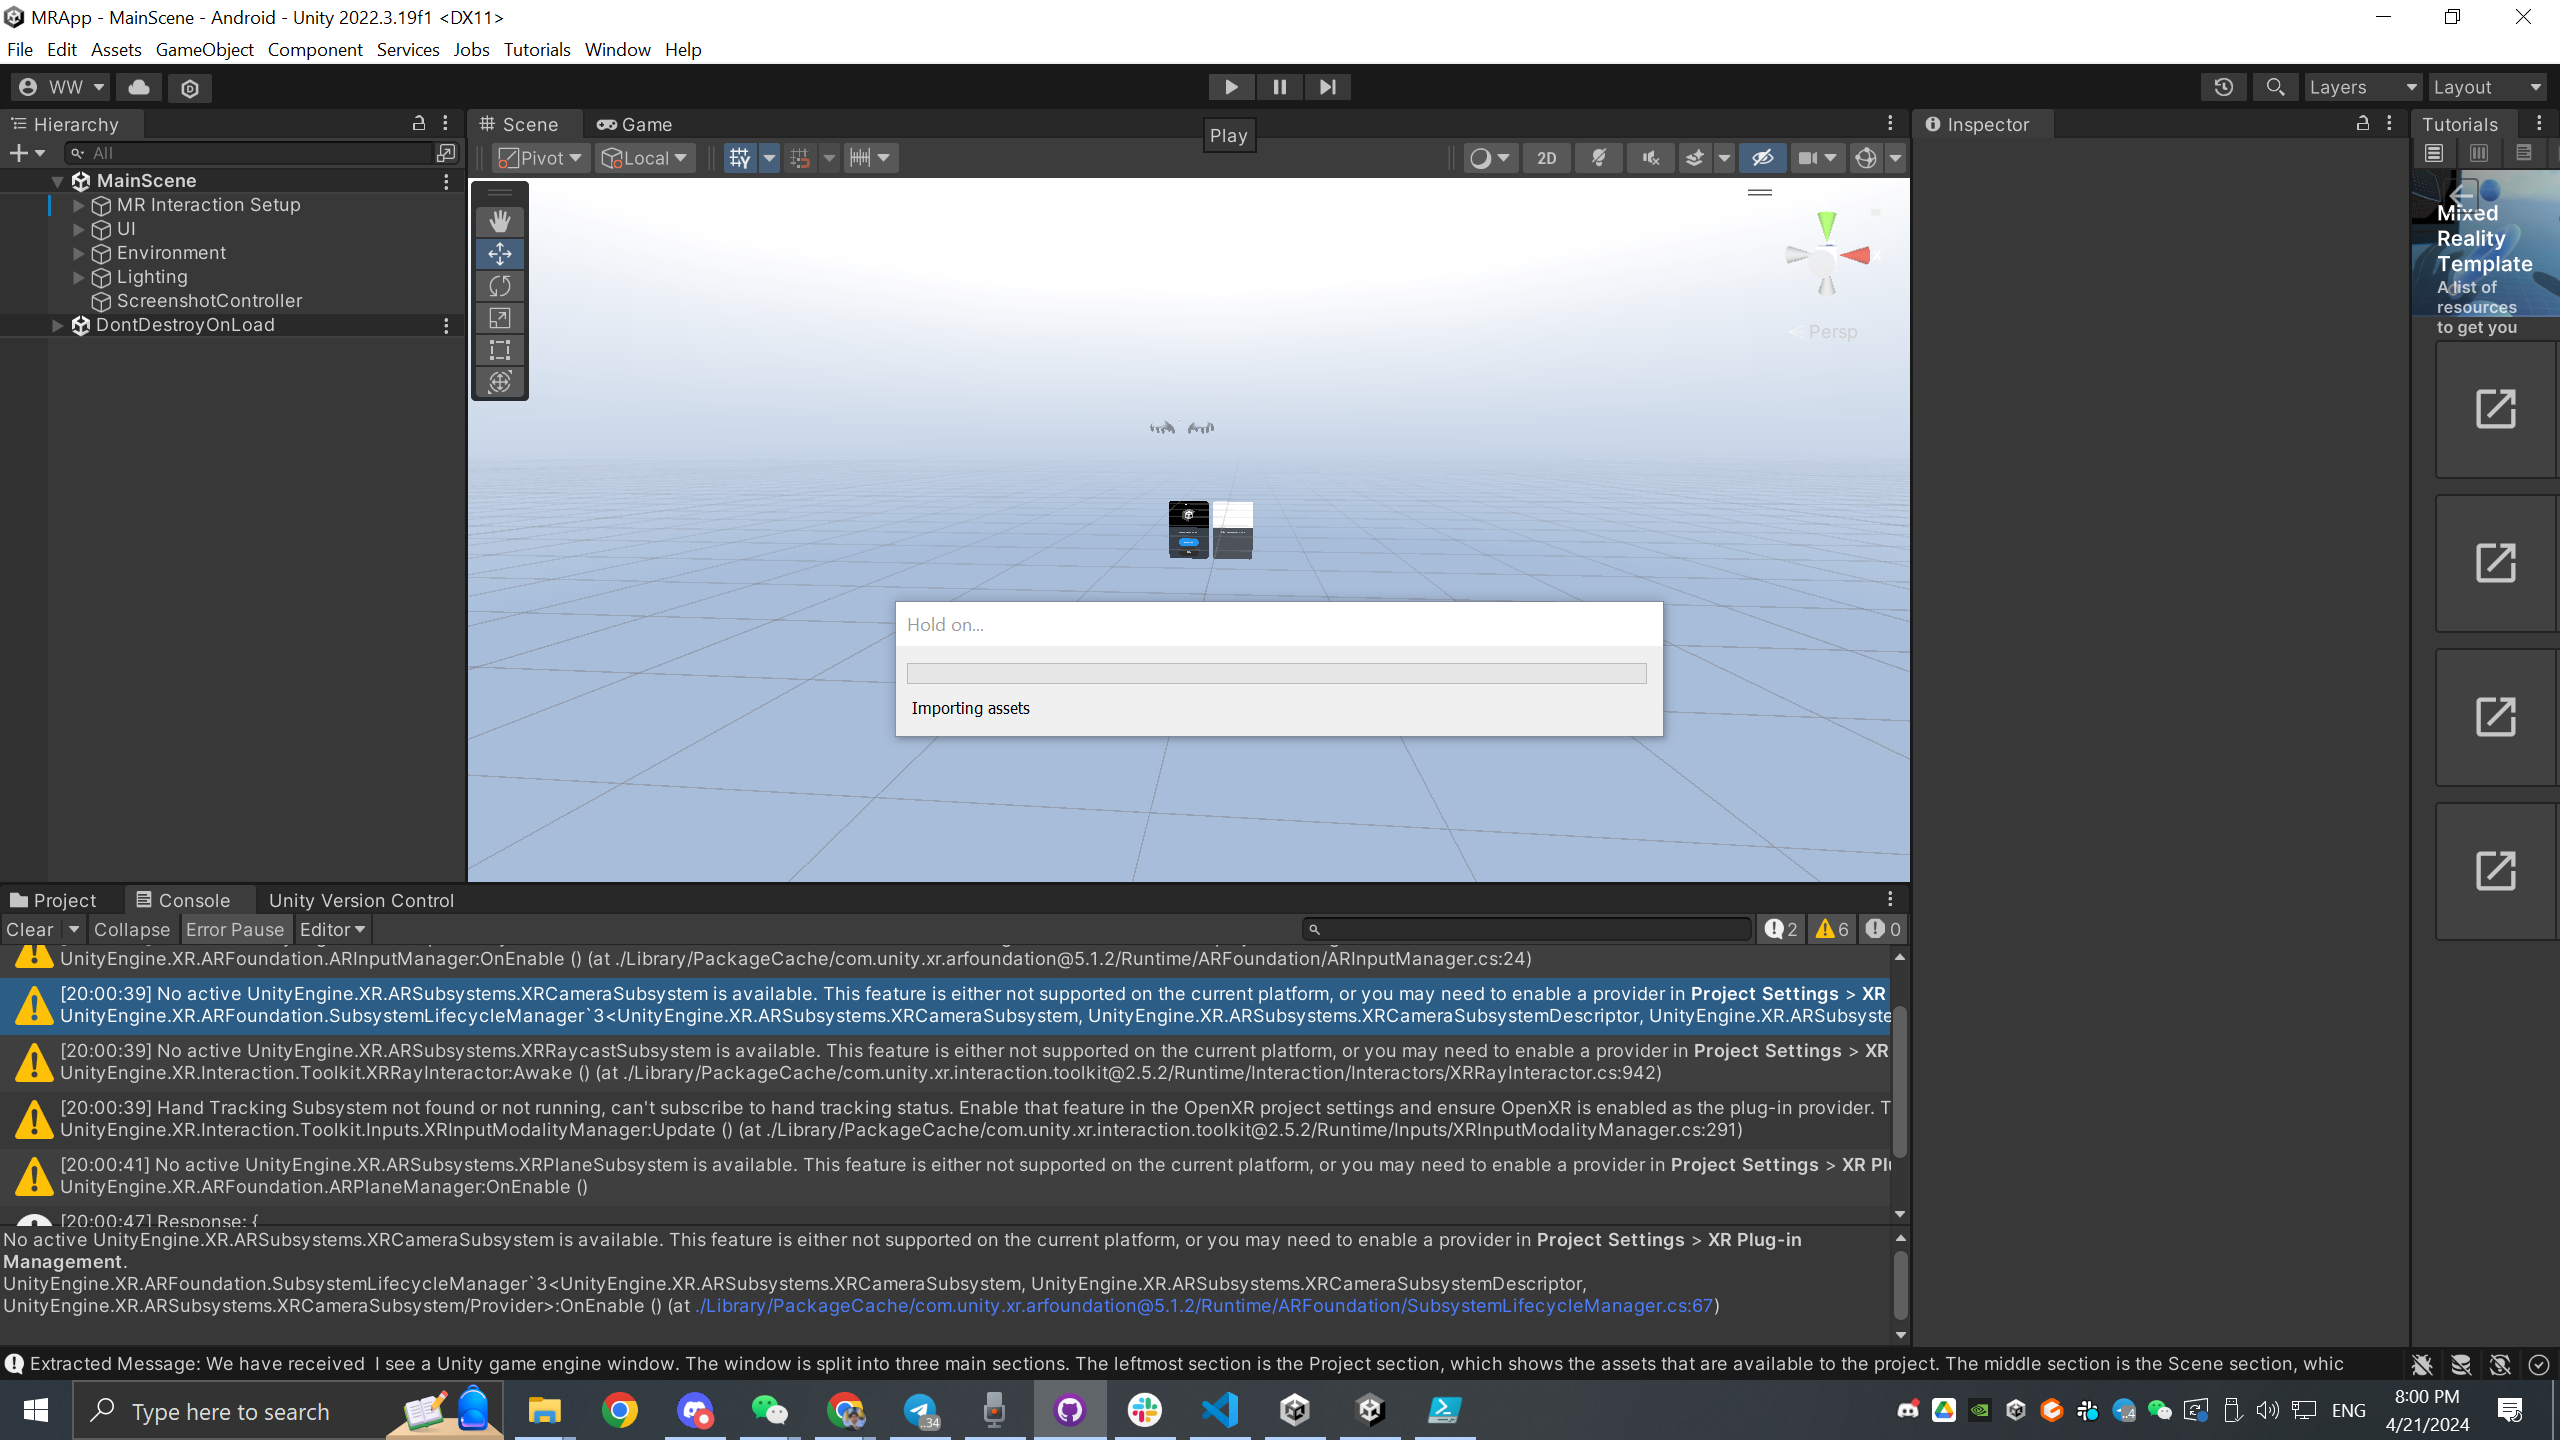 MRApp - MainScene - Android - Unity 2022.3.19f1 <DX11>
File Edit Assets GameObject Component Services Jobs Tutorials Window Help
WW
Layers
Layout
Hierarchy
All
MainScene
MR Interaction Setup
UI
Environment
Lighting
ScreenshotController
DontDestroyOnLoad
Scene
Game
Play
Pivot
Local
2D
Persp
Hold on...
Importing assets
Inspector
Tutorials
Mixed
Reality
Template
A list of
resources
to get you
Project
Console
Unity Version Control
Clear
Collapse
Error Pause
Editor
2
6
0
UnityEngine.XR.ARFoundation.ARInputManager:OnEnable () (at ./Library/PackageCache/com.unity.xr.arfoundation@5.1.2/Runtime/ARFoundation/ARInputManager.cs:24)
[20:00:39] No active UnityEngine.XR.ARSubsystems.XRCameraSubsystem is available. This feature is either not supported on the current platform, or you may need to enable a provider in Project Settings > XR
UnityEngine.XR.ARFoundation.SubsystemLifecycleManager`3<UnityEngine.XR.ARSubsystems.XRCameraSubsystem, UnityEngine.XR.ARSubsystems.XRCameraSubsystemDescriptor, UnityEngine.XR.ARSubsyste
[20:00:39] No active UnityEngine.XR.ARSubsystems.XRRaycastSubsystem is available. This feature is either not supported on the current platform, or you may need to enable a provider in Project Settings > XR
UnityEngine.XR.Interaction.Toolkit.XRRayInteractor:Awake () (at ./Library/PackageCache/com.unity.xr.interaction.toolkit@2.5.2/Runtime/Interaction/Interactors/XRRayInteractor.cs:942)
[20:00:39] Hand Tracking Subsystem not found or not running, can't subscribe to hand tracking status. Enable that feature in the OpenXR project settings and ensure OpenXR is enabled as the plug-in provider. T
UnityEngine.XR.Interaction.Toolkit.Inputs.XRInputModalityManager:Update () (at ./Library/PackageCache/com.unity.xr.interaction.toolkit@2.5.2/Runtime/Inputs/XRInputModalityManager.cs:291)
[20:00:41] No active UnityEngine.XR.ARSubsystems.XRPlaneSubsystem is available. This feature is either not supported on the current platform, or you may need to enable a provider in Project Settings > XR Plu
UnityEngine.XR.ARFoundation.ARPlaneManager:OnEnable ()
[20:00:47] Response: {
No active UnityEngine.XR.ARSubsystems.XRCameraSubsystem is available. This feature is either not supported on the current platform, or you may need to enable a provider in Project Settings > XR Plug-in
Management.
UnityEngine.XR.ARFoundation.SubsystemLifecycleManager`3<UnityEngine.XR.ARSubsystems.XRCameraSubsystem, UnityEngine.XR.ARSubsystems.XRCameraSubsystemDescriptor,
UnityEngine.XR.ARSubsystems.XRCameraSubsystem/Provider>:OnEnable () (at ./Library/PackageCache/com.unity.xr.arfoundation@5.1.2/Runtime/ARFoundation/SubsystemLifecycleManager.cs:67)
Extracted Message: We have received  I see a Unity game engine window. The window is split into three main sections. The leftmost section is the Project section, which shows the assets that are available to the project. The middle section is the Scene section, whic
Type here to search
..34
ENG
8:00 PM
4/21/2024